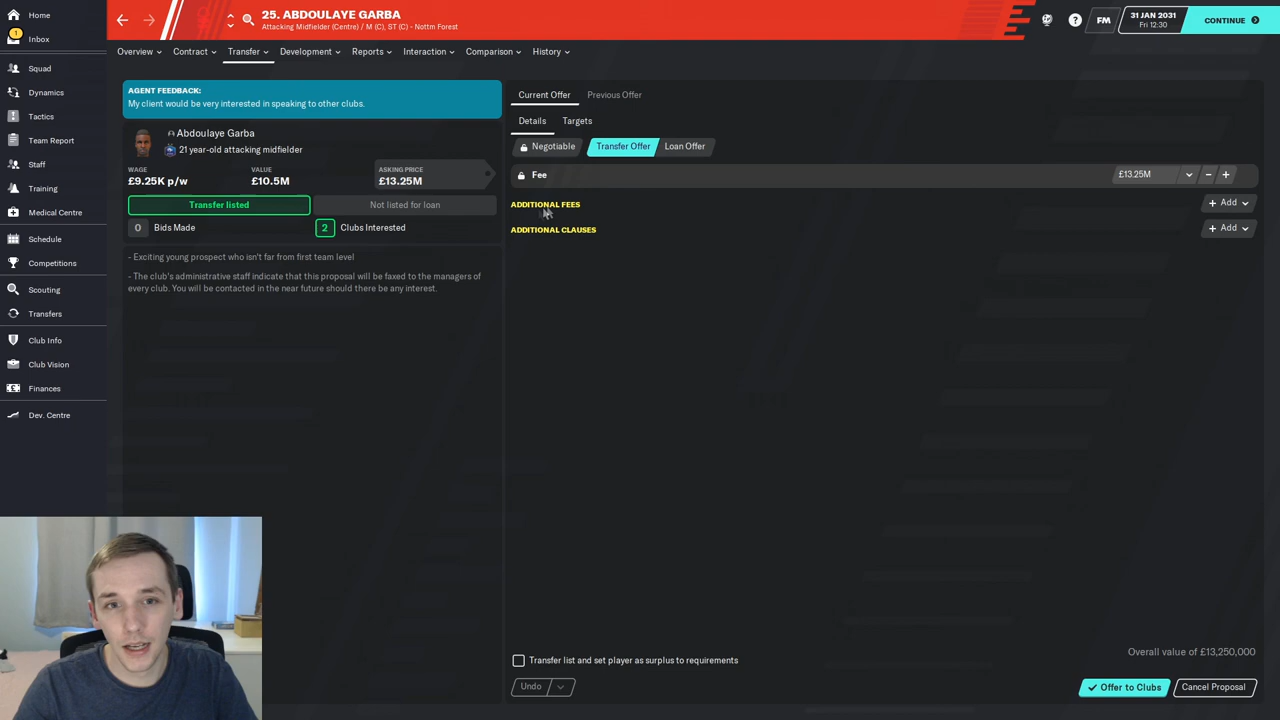 Home
1
Inbox
Squad
Dynamics
Tactics
Team Report
Staff
Training
Medical Centre
Schedule
Competitions
Scouting
Transfers
Club Info
Club Vision
Finances
Dev. Centre
25. ABDOULAYE GARBA
Attacking Midfielder (Centre) / M (C), ST (C) - Nottm Forest
? FM
31 JAN 2031
Fri 12:30
CONTINUE
Overview Contract Transfer Development Reports Interaction Comparison History
AGENT FEEDBACK:
My client would be very interested in speaking to other clubs.
Abdoulaye Garba
21 year-old attacking midfielder
WAGE VALUE ASKING PRICE
£9.25K p/w £10.5M £13.25M
Transfer listed Not listed for loan
0 Bids Made 2 Clubs Interested
- Exciting young prospect who isn't far from first team level
- The club's administrative staff indicate that this proposal will be faxed to the managers of
every club. You will be contacted in the near future should there be any interest.
Current Offer Previous Offer
Details Targets
Negotiable Transfer Offer Loan Offer
Fee £13.25M - +
ADDITIONAL FEES + Add
ADDITIONAL CLAUSES + Add
Overall value of £13,250,000
Transfer list and set player as surplus to requirements
Undo Offer to Clubs Cancel Proposal